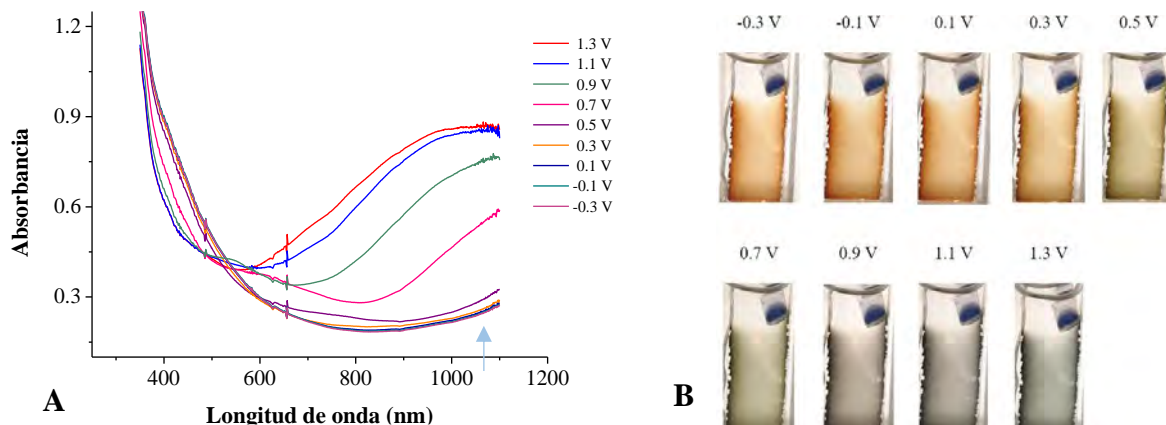 1.2
0.9
0.6
0.3
Absorbancia
400 600 800 1000 1200
Longitud de onda (nm)
1.3 V
1.1 V
0.9 V
0.7 V
0.5 V
0.3 V
0.1 V
-0.1 V
-0.3 V
A
-0.3 V -0.1 V 0.1 V 0.3 V 0.5 V
0.7 V 0.9 V 1.1 V 1.3 V
B